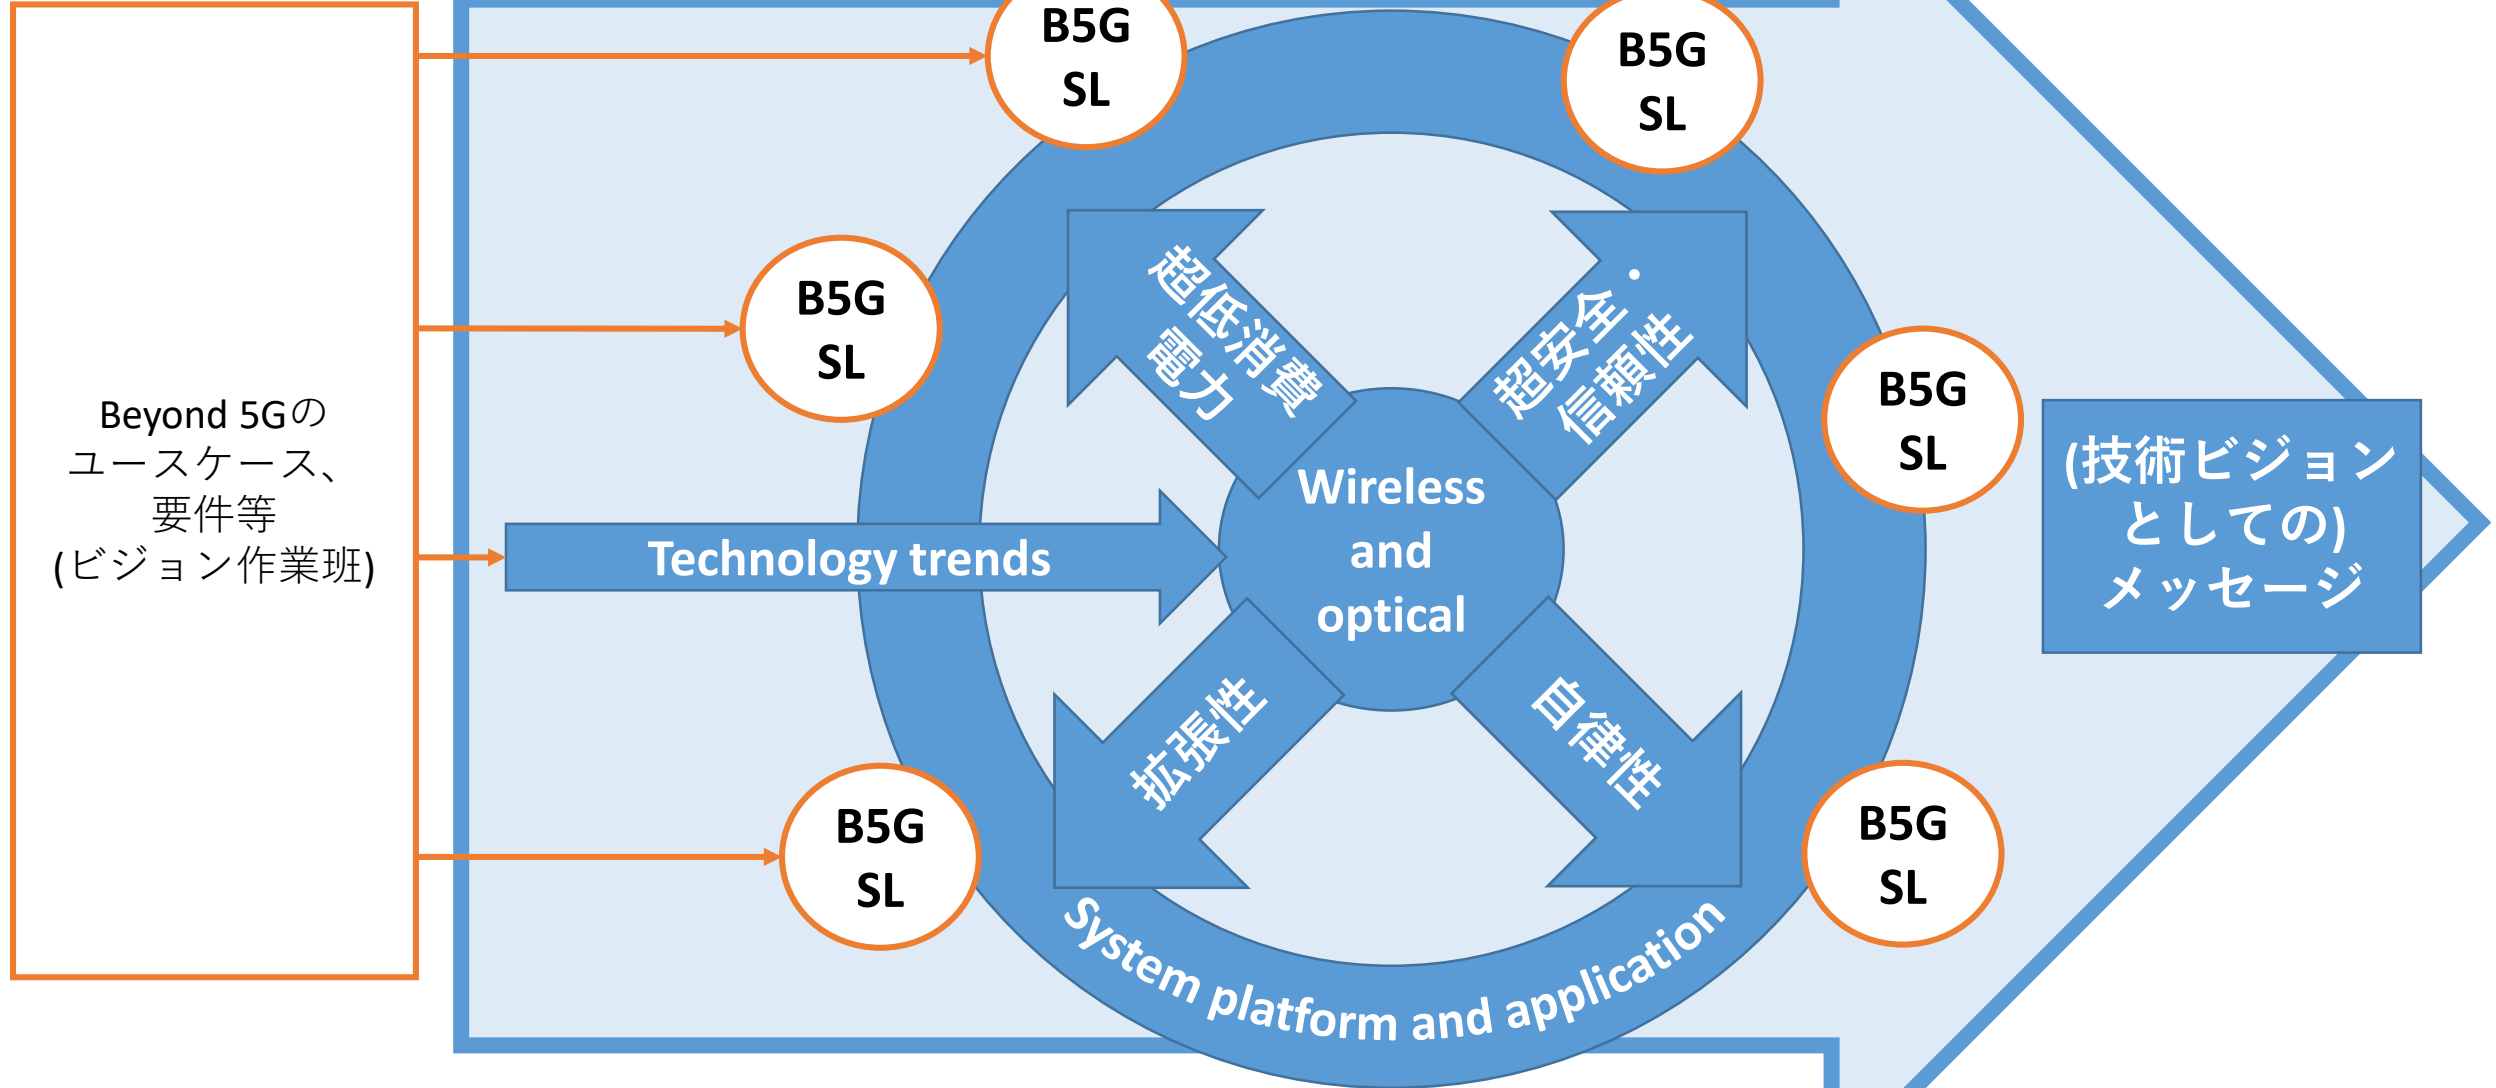 B5G
SL
B5G
SL
B5G
SL
B5G
SL
Beyond 5Gの
ユースケース、
要件等
(ビジョン作業班)
超低消費
電力
超安全・
信頼性
(技術ビジョン
としての)
メッセージ
Technology trends
Wireless
and
optical
拡張性
自律性
B5G
SL
B5G
SL
System platform and application